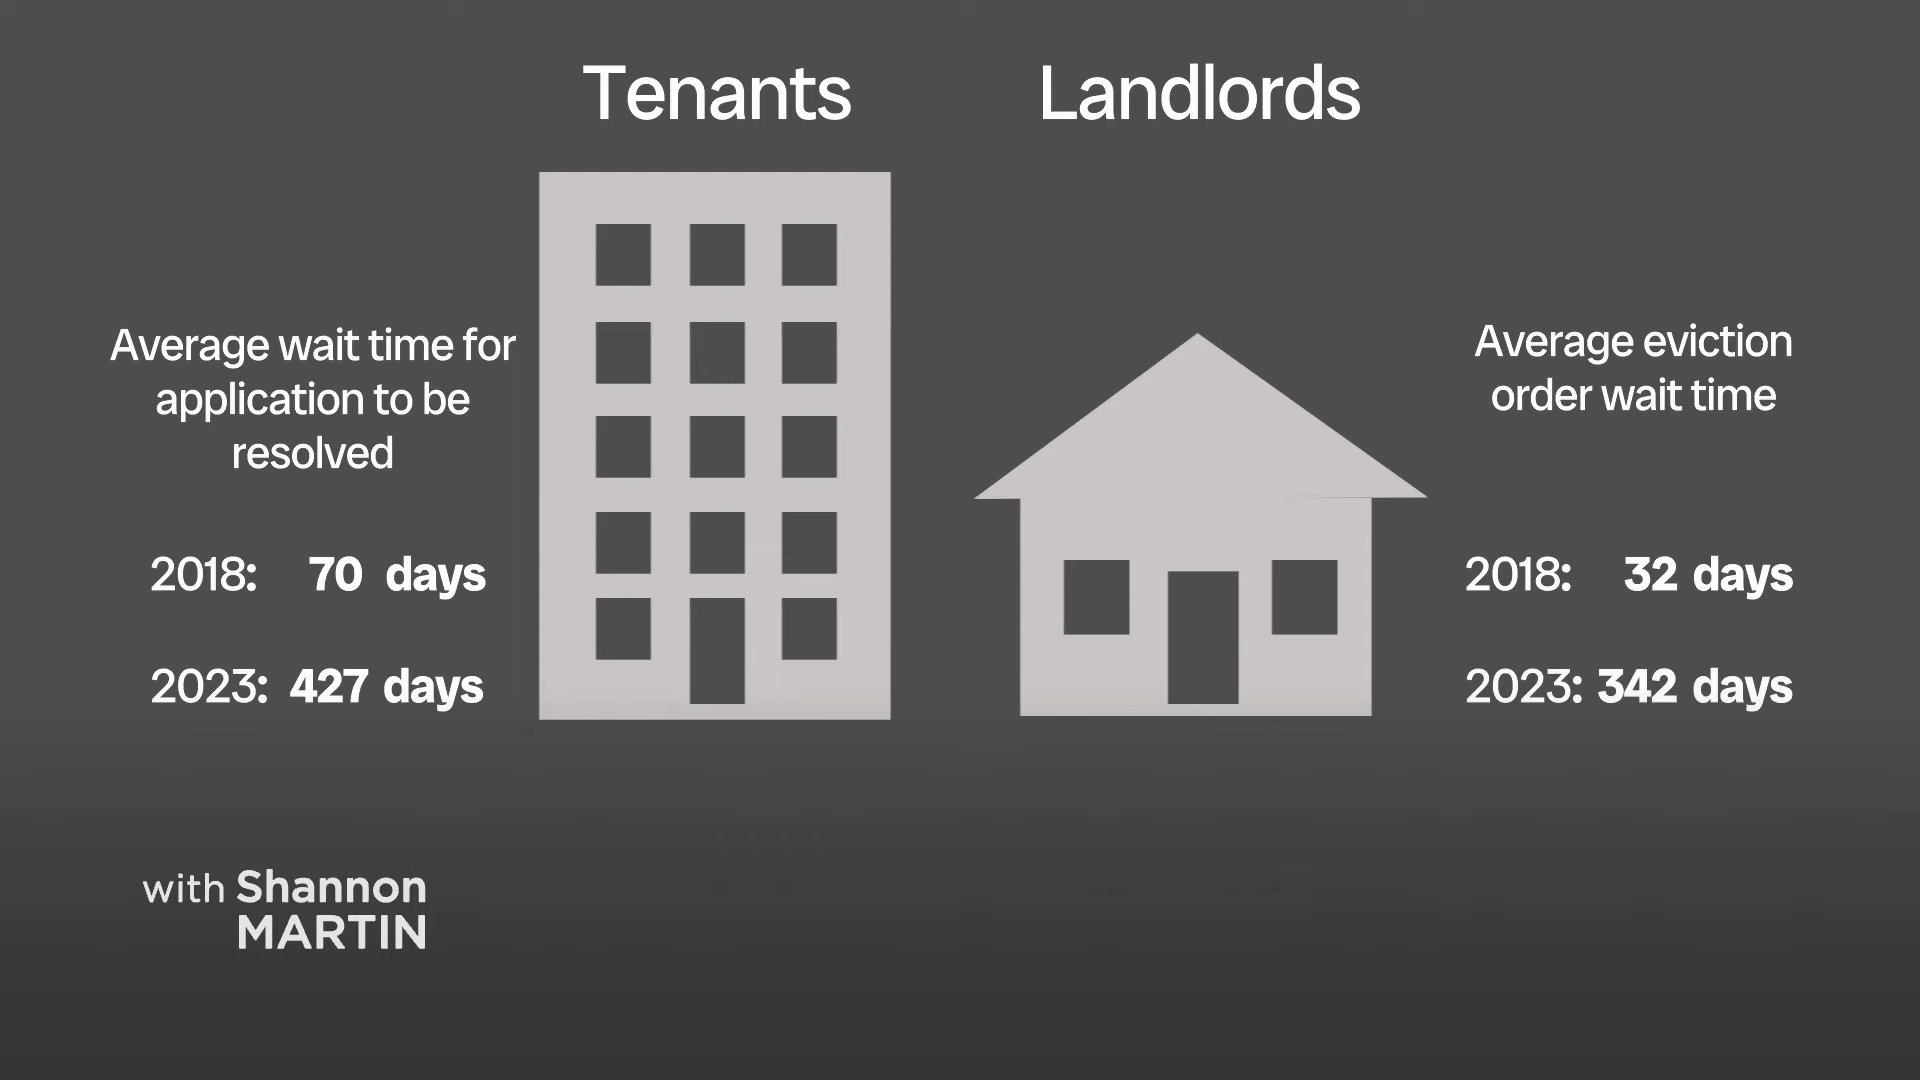 Tenants
Landlords
Average wait time for
application to be
resolved
2018: 70 days
2023: 427 days
Average eviction
order wait time
2018: 32 days
2023: 342 days
with Shannon
MARTIN